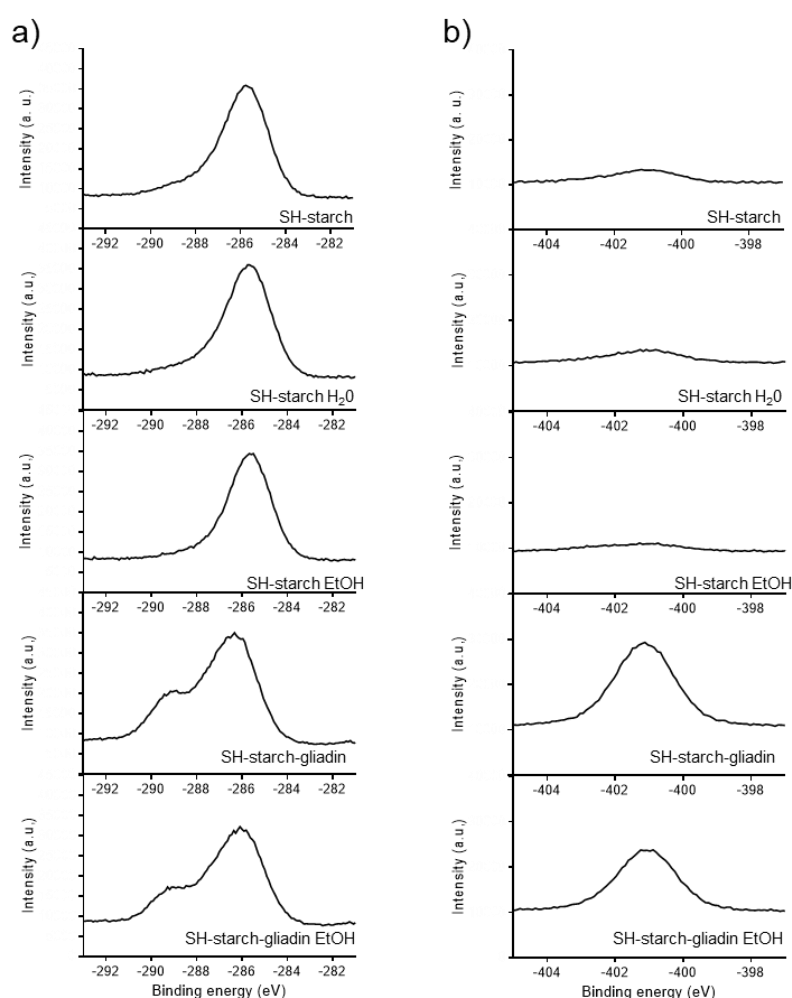 a)
Intensity (a. u.)
SH-starch
-292 -290 -288 -286 -284 -282
Intensity (a.u.)
SH-starch H₂0
-292 -290 -288 -286 -284 -282
Intensity (a.u.)
SH-starch EtOH
-292 -290 -288 -286 -284 -282
Intensity (a.u.)
SH-starch-gliadin
-292 -290 -288 -286 -284 -282
Intensity (a.u.)
SH-starch-gliadin EtOH
-292 -290 -288 -286 -284 -282
Binding energy (eV)
b)
Intensity (a.u.)
SH-starch
-404 -402 -400 -398
Intensity (a.u.)
SH-starch H₂0
-404 -402 -400 -398
Intensity (a.u.)
SH-starch EtOH
-404 -402 -400 -398
Intensity (a.u.)
SH-starch-gliadin
-404 -402 -400 -398
Intensity (a.u.)
SH-starch-gliadin EtOH
-404 -402 -400 -398
Binding energy (eV)